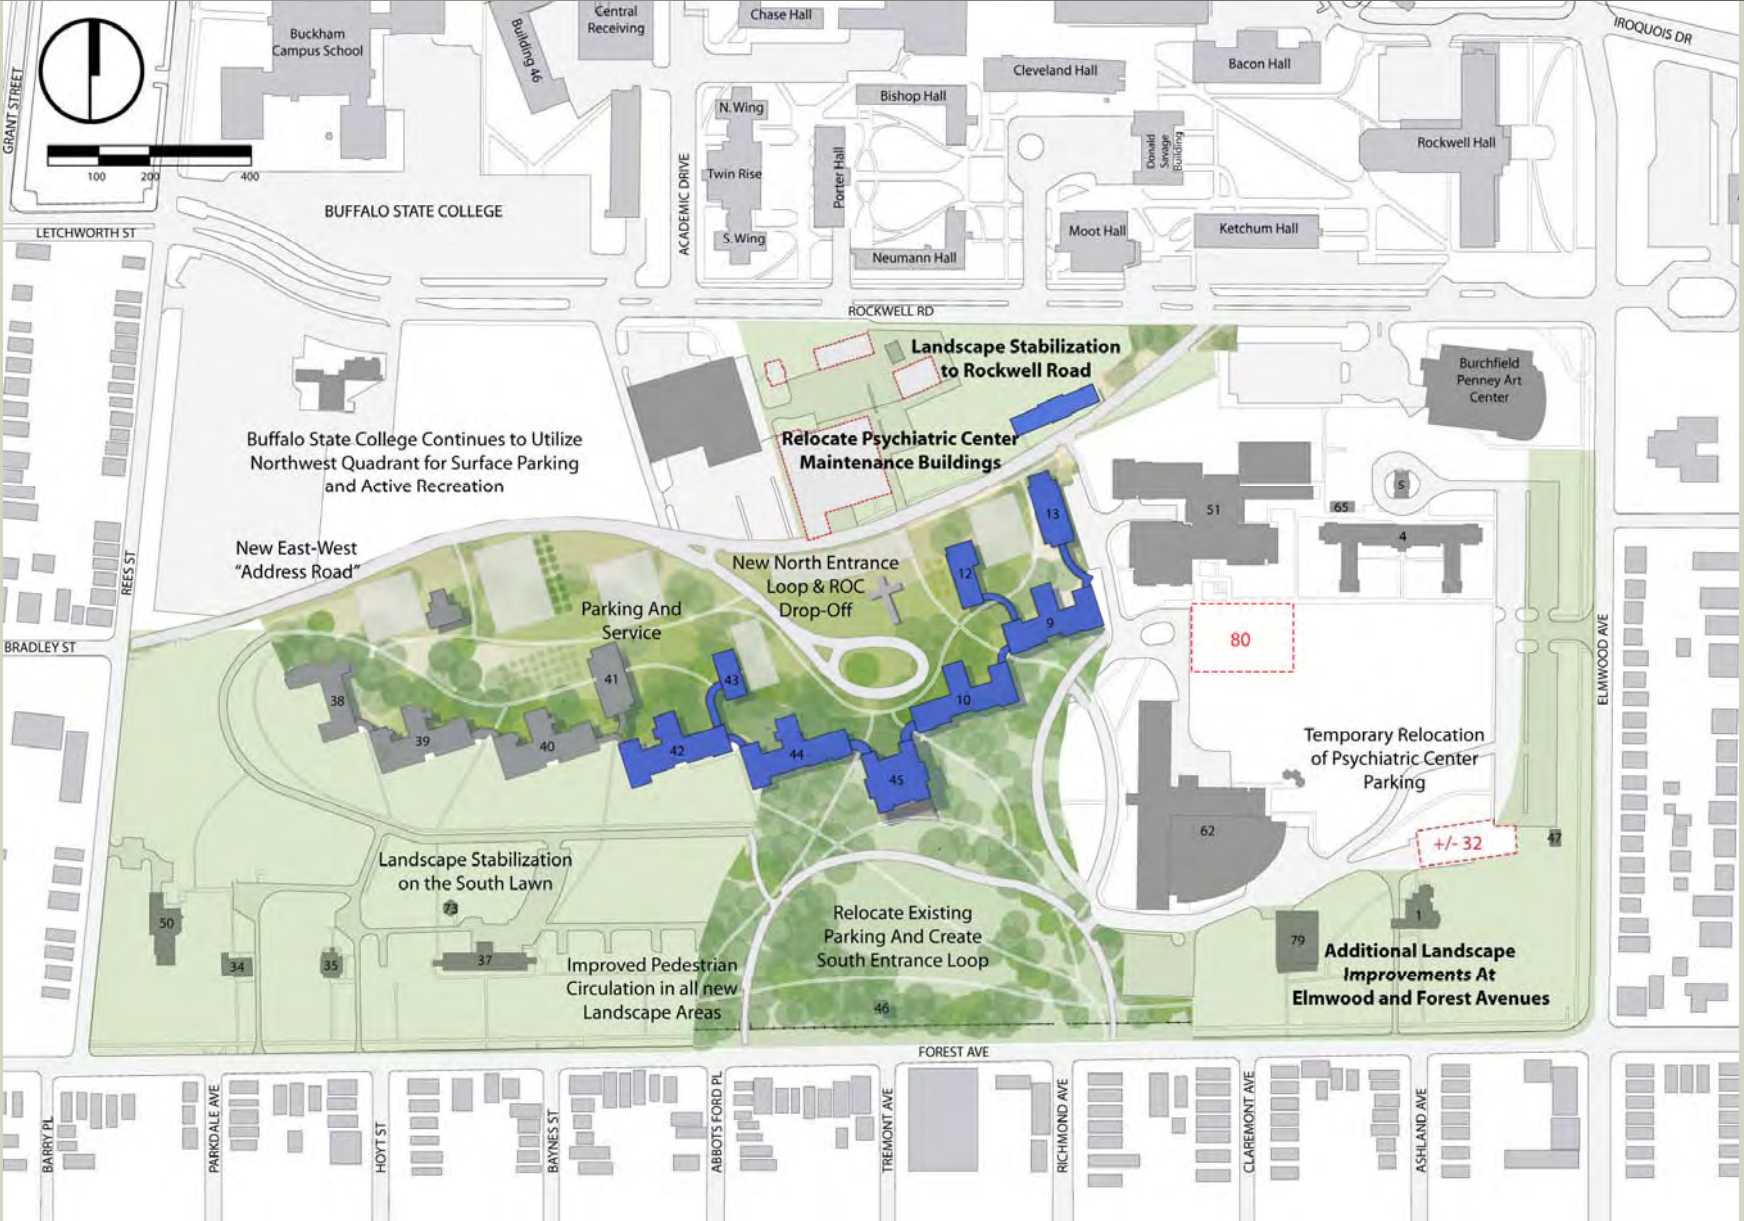 Buckham
Campus School
Building 46
Central
Receiving
Chase Hall
IROQUOIS DR
GRANT STREET
Cleveland Hall
Bacon Hall
N. Wing
Bishop Hall
Donald
Savage
Building
Rockwell Hall
100
200
400
Twin Rise
Porter Hall
ACADEMIC DRIVE
BUFFALO STATE COLLEGE
LETCHWORTH ST
S. Wing
Neumann Hall
Moot Hall
Ketchum Hall
ROCKWELL RD
Landscape Stabilization
to Rockwell Road
Burchfield
Penney Art
Center
Buffalo State College Continues to Utilize
Northwest Quadrant for Surface Parking
and Active Recreation
Relocate Psychiatric Center
Maintenance Buildings
5
51
65
4
13
New East-West
"Address Road"
REES ST
New North Entrance
Loop & ROC
Drop-Off
12
Parking And
Service
9
80
BRADLEY ST
ELMWOOD AVE
41
43
38
10
39
40
42
44
45
Temporary Relocation
of Psychiatric Center
Parking
62
+/- 32
47
Landscape Stabilization
on the South Lawn
73
50
34
35
37
Improved Pedestrian
Circulation in all new
Landscape Areas
Relocate Existing
Parking And Create
South Entrance Loop
46
1
79
Additional Landscape
Improvements At
Elmwood and Forest Avenues
FOREST AVE
BARRY PL
PARKDALE AVE
HOYT ST
BAYNES ST
ABBOTS FORD PL
TREMONT AVE
RICHMOND AVE
CLAREMONT AVE
ASHLAND AVE